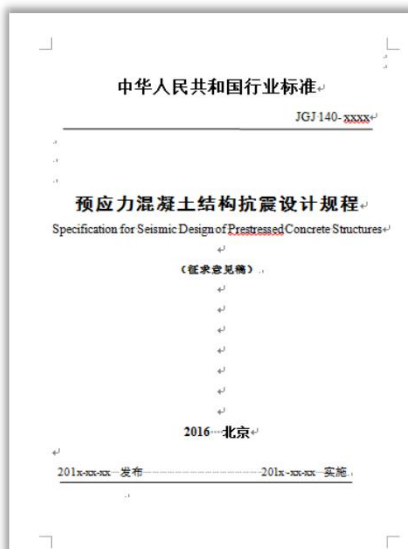 中华人民共和国行业标准
JGJ 140- xxxx
预应力混凝土结构抗震设计规程
Specification for Seismic Design of Prestressed Concrete Structures
（征求意见稿）
2016 北京
201x-xx-xx 发布 201x-xx-xx 实施